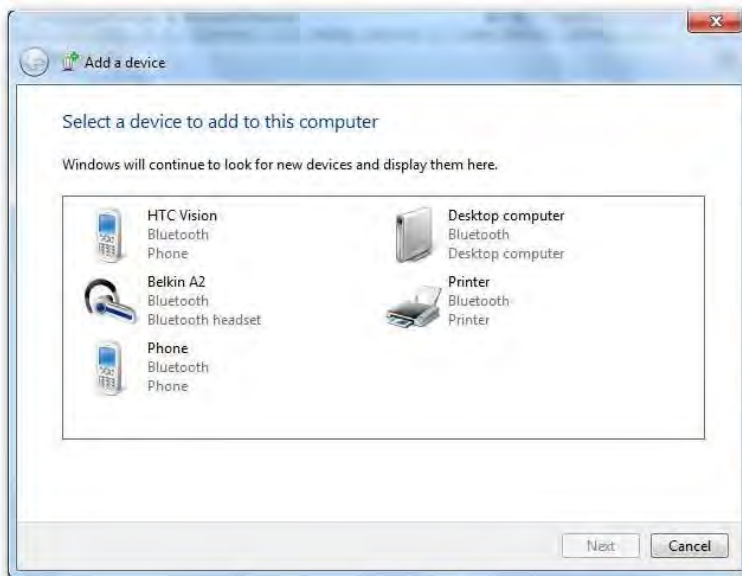 Add a device
Select a device to add to this computer
Windows will continue to look for new devices and display them here.
HTC Vision
Bluetooth
Phone
Desktop computer
Bluetooth
Desktop computer
Belkin A2
Bluetooth
Bluetooth headset
Printer
Bluetooth
Printer
Phone
Bluetooth
Phone
Next
Cancel